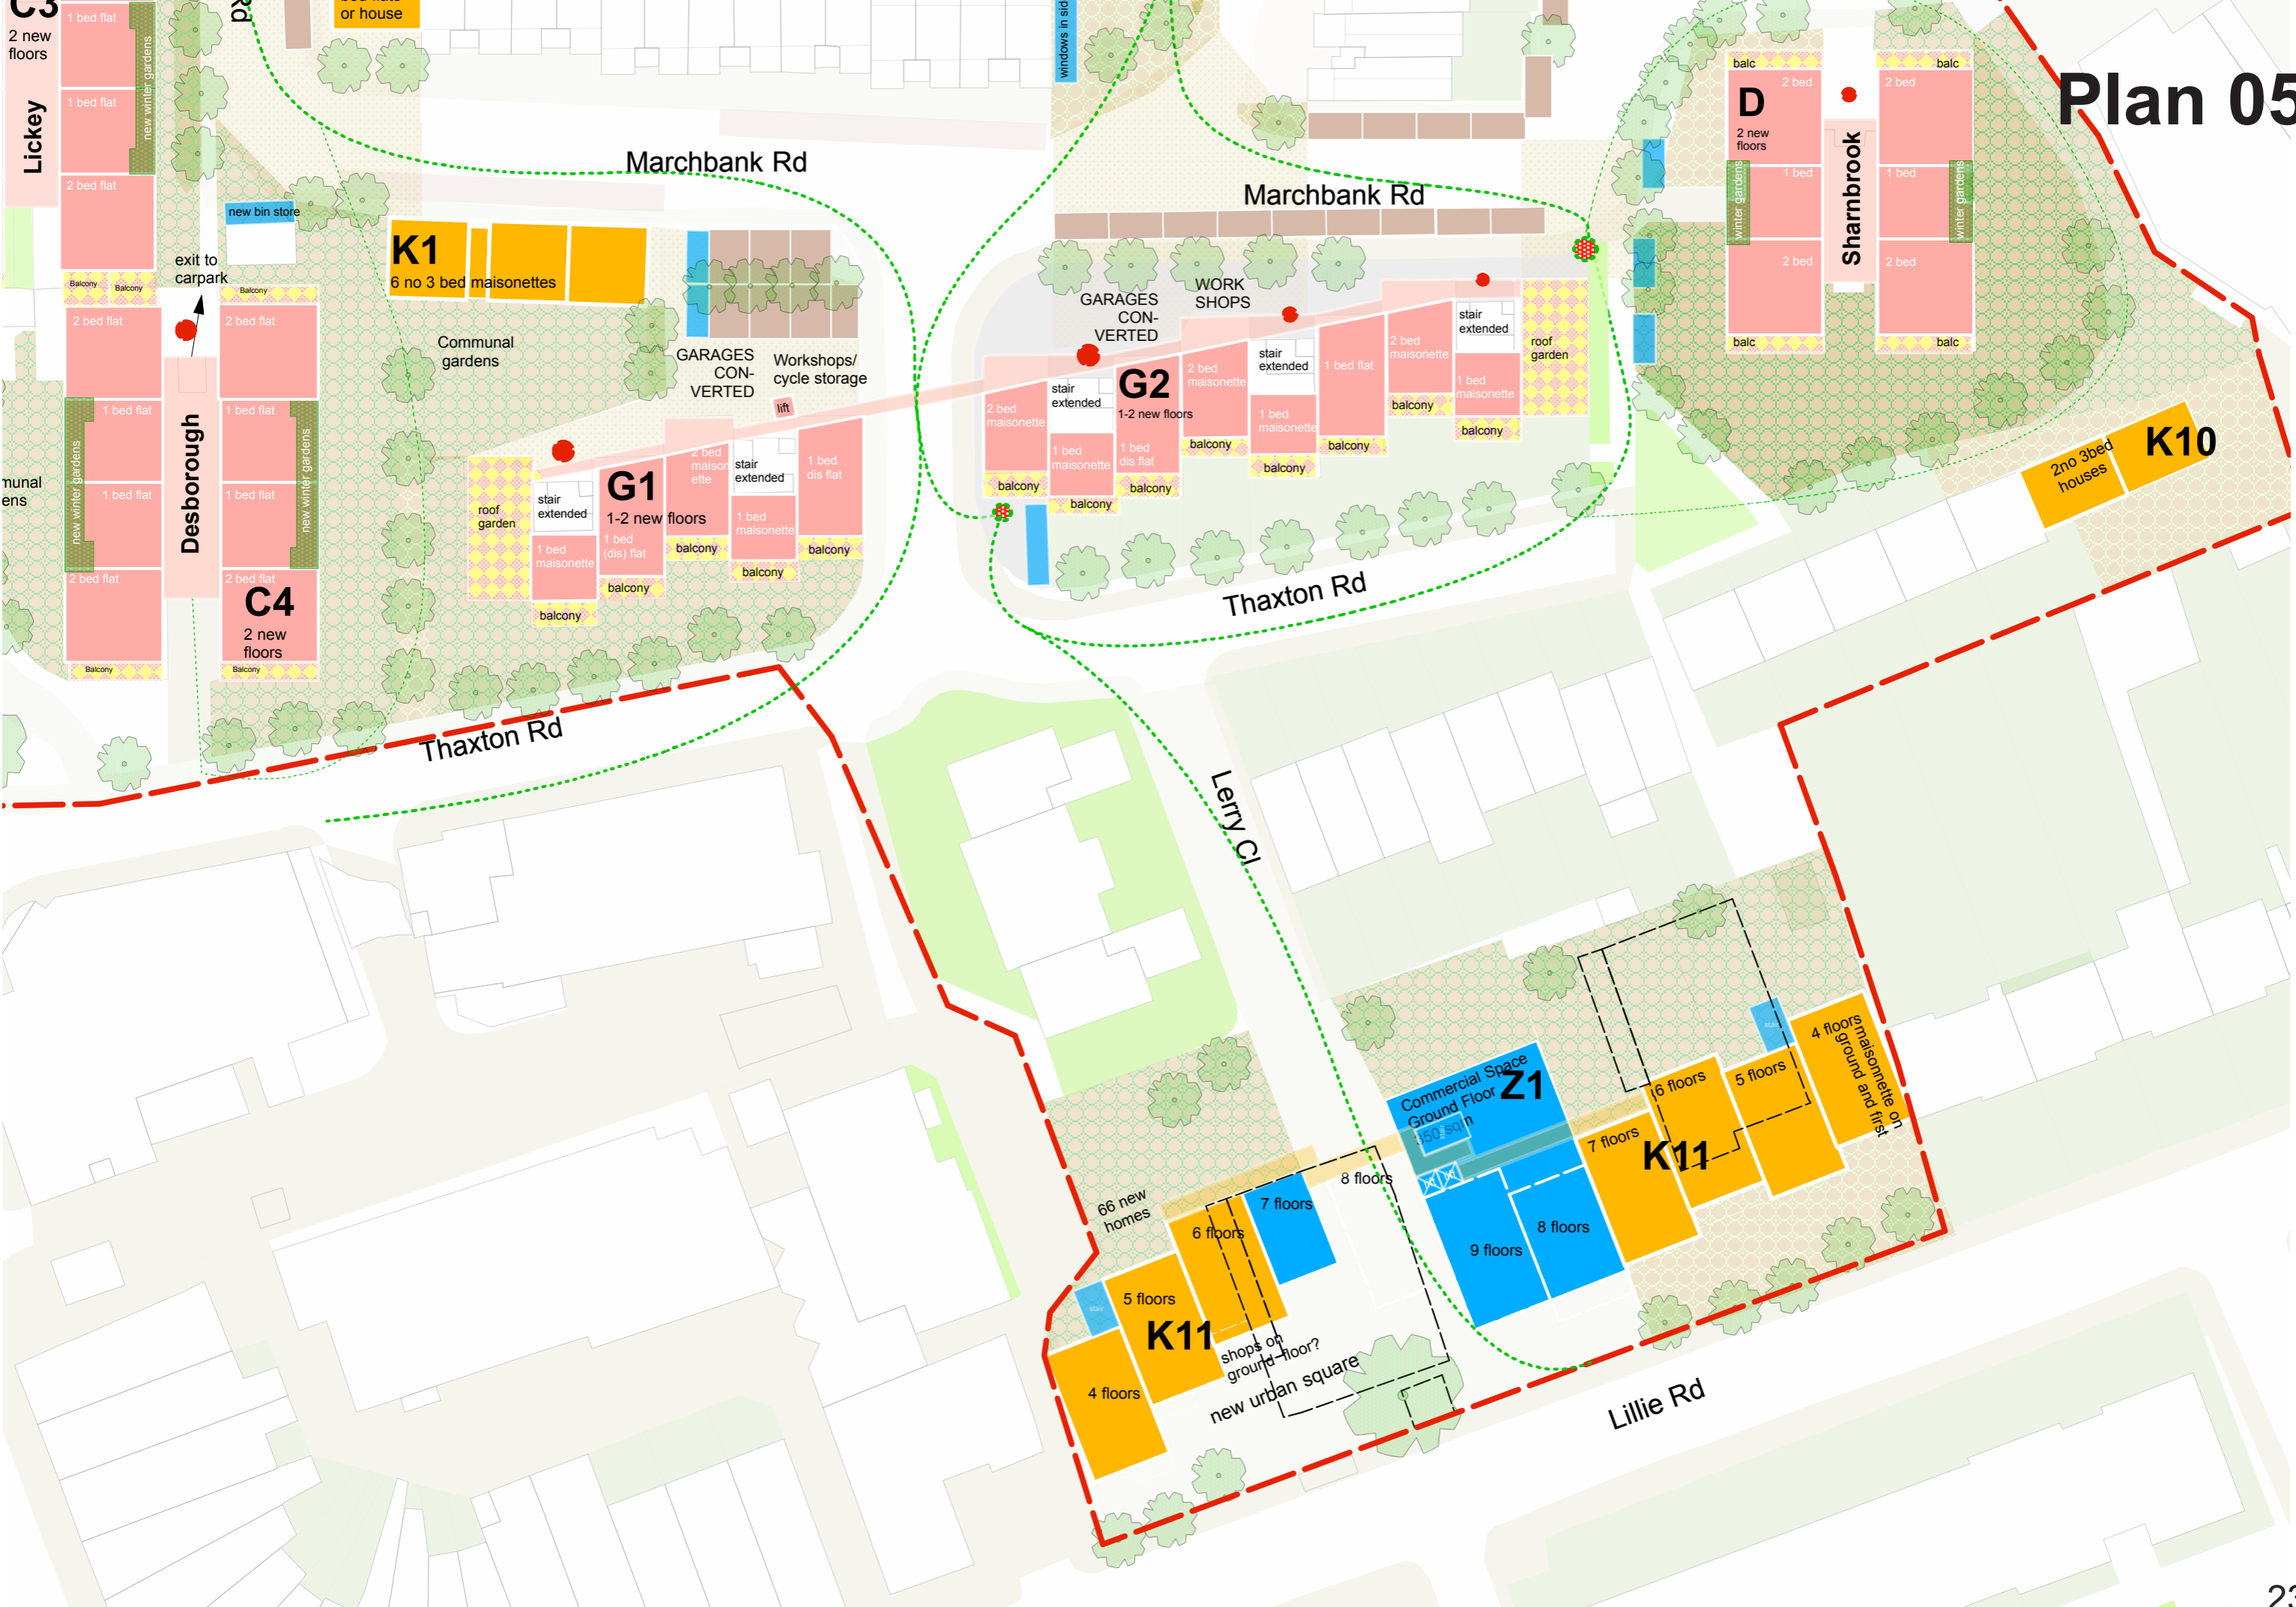 C3
2 new
floors
1 bed flat
new winter gardens
Rd
or house
windows in
Plan 05
Lickey
1 bed flat
2 bed flat
new bin store
exit to
carpark
Marchbank Rd
Marchbank Rd
balc
balc
2 bed
2 bed
D
2 new
floors
Sharnbrook
winter gardens
1 bed
1 bed
winter gardens
2 bed
2 bed
balc
balc
K1
6 no 3 bed maisonettes
Balcony
Balcony
Balcony
2 bed flat
2 bed flat
Communal
gardens
GARAGES
CON-
VERTED
Workshops/
cycle storage
lift
GARAGES
CON-
VERTED
WORK
SHOPS
2 bed
maisonette
stair
extended
1 bed
maisonette
G2
1-2 new floors
1 bed
dis flat
2 bed
maisonette
stair
extended
1 bed
maisonette
1 bed flat
2 bed
maisonette
stair
extended
1 bed
maisonette
roof
garden
balcony
balcony
balcony
balcony
balcony
balcony
balcony
balcony
K10
2no 3bed
houses
1 bed flat
1 bed flat
new winter gardens
Desborough
new winter gardens
1 bed flat
1 bed flat
2 bed flat
2 bed flat
C4
2 new
floors
Balcony
Balcony
roof
garden
stair
extended
1 bed
maisonette
G1
1-2 new floors
1 bed
(dis) flat
2 bed
maison
ette
stair
extended
1 bed
maisonette
1 bed
dis flat
balcony
balcony
balcony
balcony
balcony
Thaxton Rd
Thaxton Rd
Lerry Cl
Commercial Space
Ground Floor
350 sqm
Z1
4 floors
maisonnette on
ground and first
5 floors
6 floors
7 floors
K11
8 floors
9 floors
8 floors
7 floors
66 new
homes
6 floors
5 floors
stair
K11
4 floors
shops on
ground floor?
new urban square
Lillie Rd
23